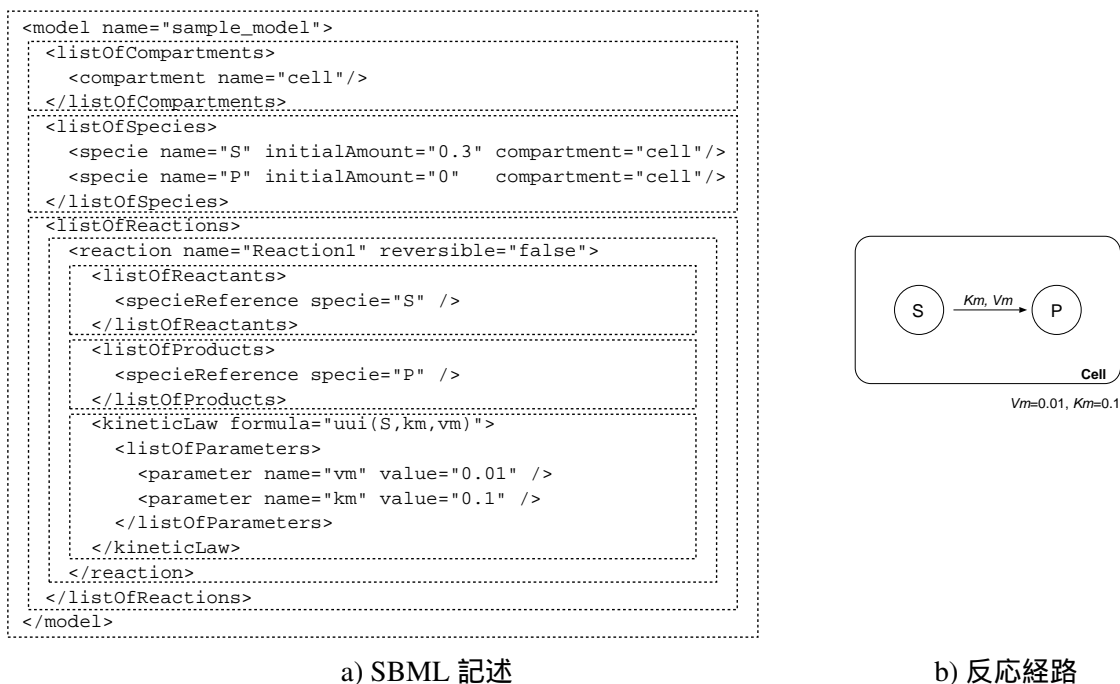 <model name="sample_model">
<listOfCompartments>
<compartment name="cell"/>
</listOfCompartments>
<listOfSpecies>
<specie name="S" initialAmount="0.3" compartment="cell"/>
<specie name="P" initialAmount="0"   compartment="cell"/>
</listOfSpecies>
<listOfReactions>
<reaction name="Reaction1" reversible="false">
<listOfReactants>
<specieReference specie="S" />
</listOfReactants>
<listOfProducts>
<specieReference specie="P" />
</listOfProducts>
<kineticLaw formula="uui(S,km,vm)">
<listOfParameters>
<parameter name="vm" value="0.01" />
<parameter name="km" value="0.1" />
</listOfParameters>
</kineticLaw>
</reaction>
</listOfReactions>
</model>
a) SBML 記述
S
Km, Vm
P
Cell
Vm=0.01, Km=0.1
b) 反応経路